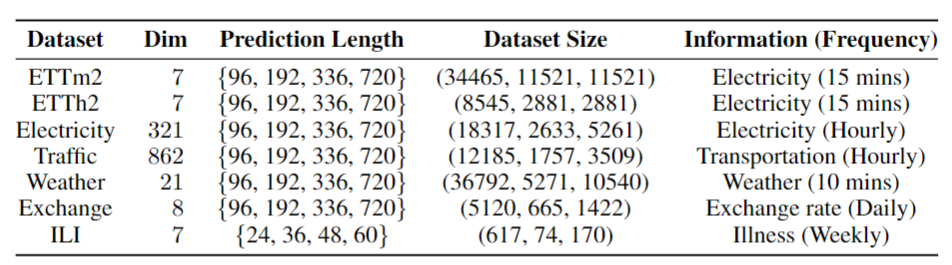 Dataset Dim Prediction Length Dataset Size Information (Frequency)
ETTm2 7 {96, 192, 336, 720} (34465, 11521, 11521) Electricity (15 mins)
ETTh2 7 {96, 192, 336, 720} (8545, 2881, 2881) Electricity (15 mins)
Electricity 321 {96, 192, 336, 720} (18317, 2633, 5261) Electricity (Hourly)
Traffic 862 {96, 192, 336, 720} (12185, 1757, 3509) Transportation (Hourly)
Weather 21 {96, 192, 336, 720} (36792, 5271, 10540) Weather (10 mins)
Exchange 8 {96, 192, 336, 720} (5120, 665, 1422) Exchange rate (Daily)
ILI 7 {24, 36, 48, 60} (617, 74, 170) Illness (Weekly)